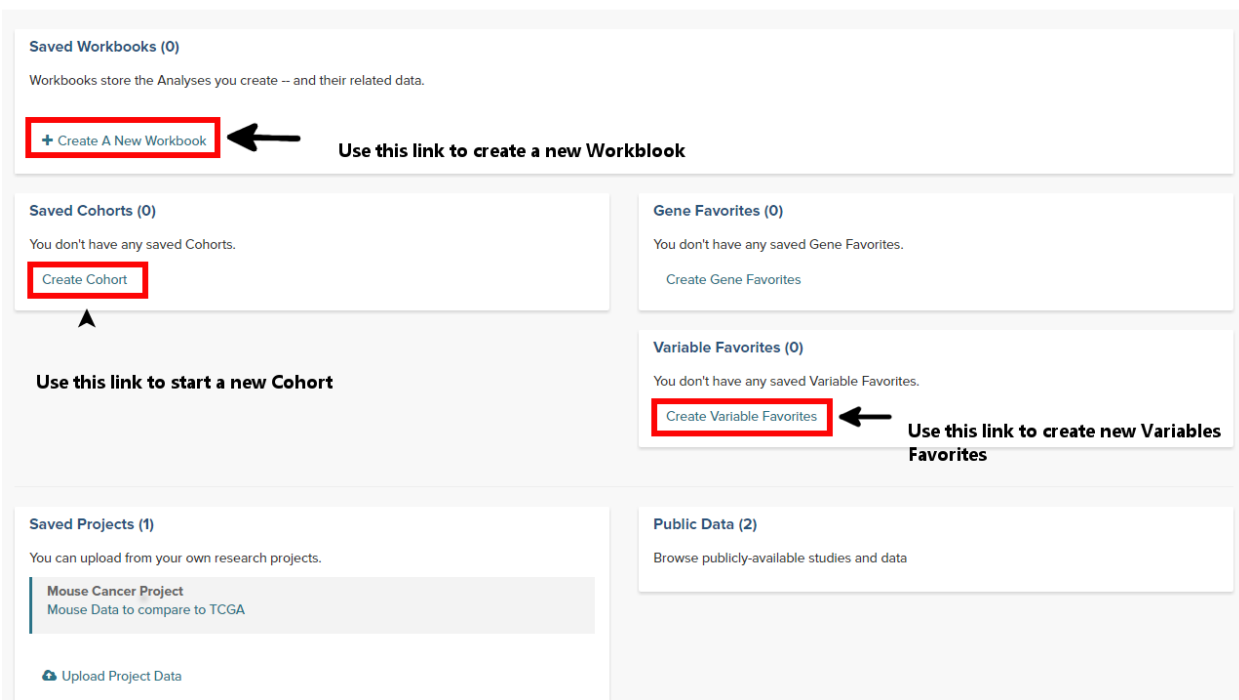 Saved Workbooks (0)
Workbooks store the Analyses you create -- and their related data.
+ Create A New Workbook
Use this link to create a new Workblook
Saved Cohorts (0)
You don't have any saved Cohorts.
Create Cohort
Use this link to start a new Cohort
Gene Favorites (0)
You don't have any saved Gene Favorites.
Create Gene Favorites
Variable Favorites (0)
You don't have any saved Variable Favorites.
Create Variable Favorites
Use this link to create new Variables
Favorites
Saved Projects (1)
You can upload from your own research projects.
Mouse Cancer Project
Mouse Data to compare to TCGA
Upload Project Data
Public Data (2)
Browse publicly-available studies and data